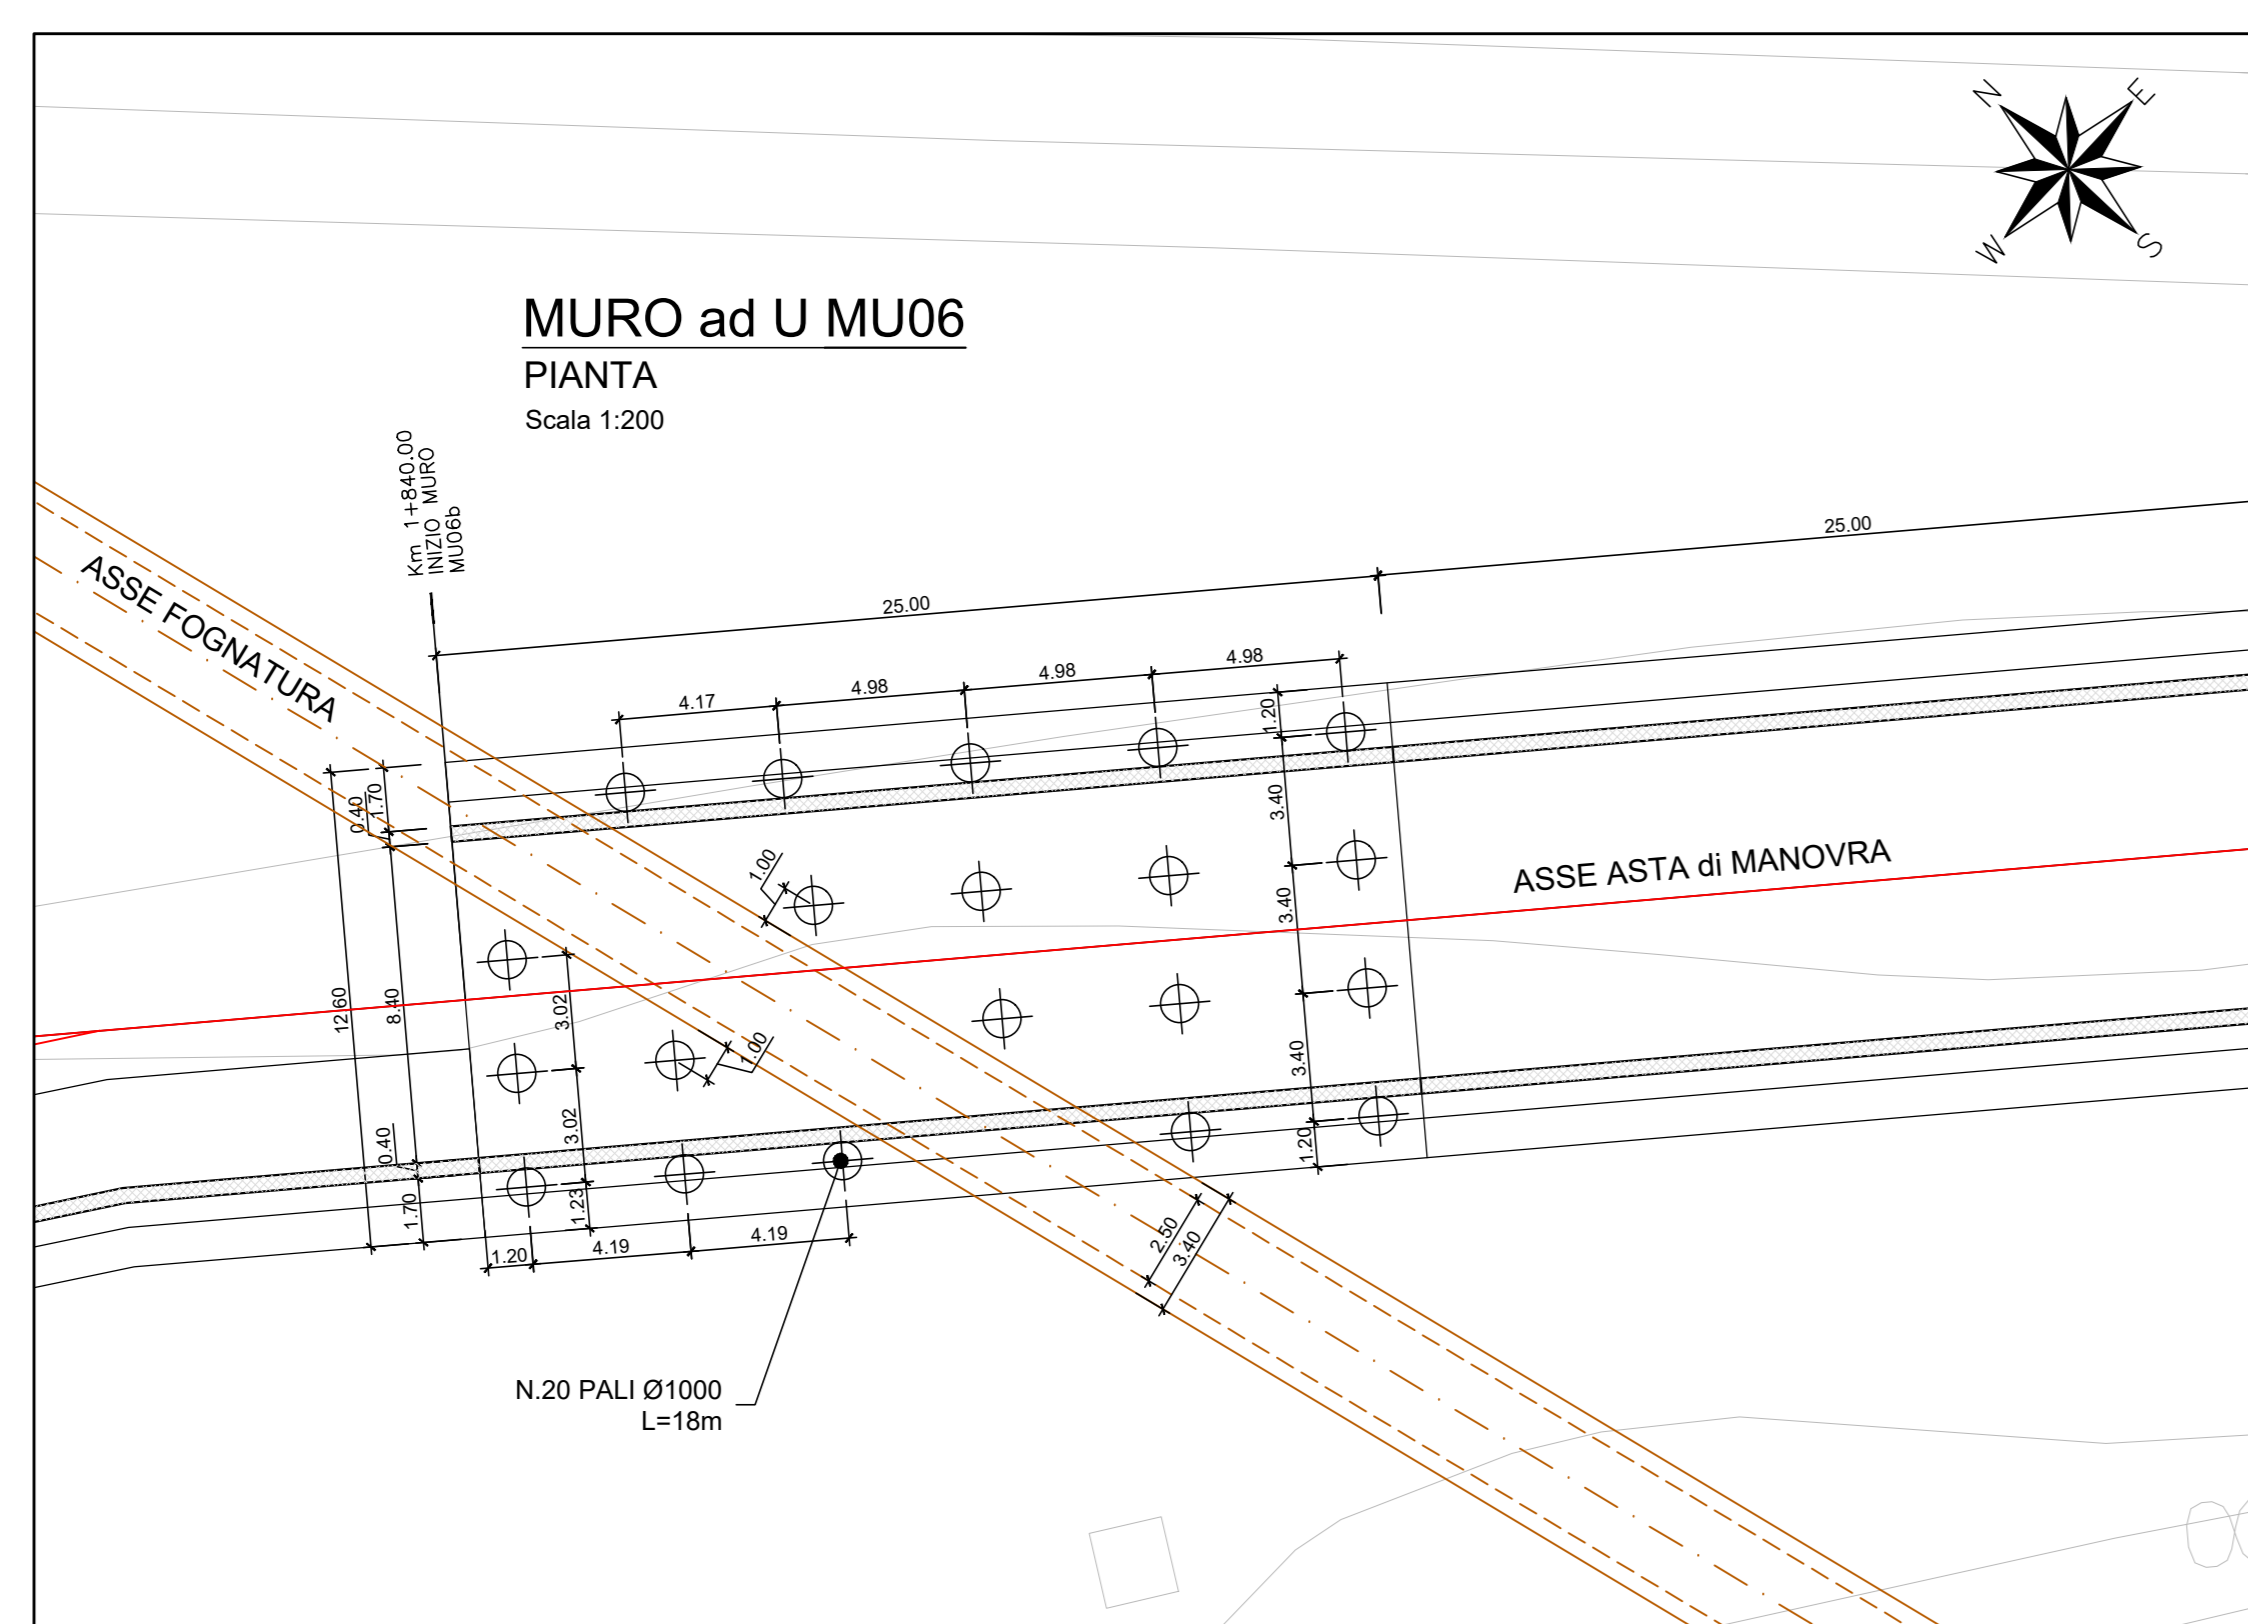 N
E
W
S
MURO ad U MU06
PIANTA
Scala 1:200
Km 1+840.00
INIZIO MURO
MU06b
ASSE FOGNATURA
25.00
25.00
4.17
4.98
4.98
4.98
1.20
3.40
3.40
3.40
1.20
0.40
1.70
12.60
8.40
0.40
1.70
1.00
1.00
3.02
3.02
1.23
1.20
4.19
4.19
ASSE ASTA di MANOVRA
2.50
3.40
N.20 PALI Ø1000
L=18m